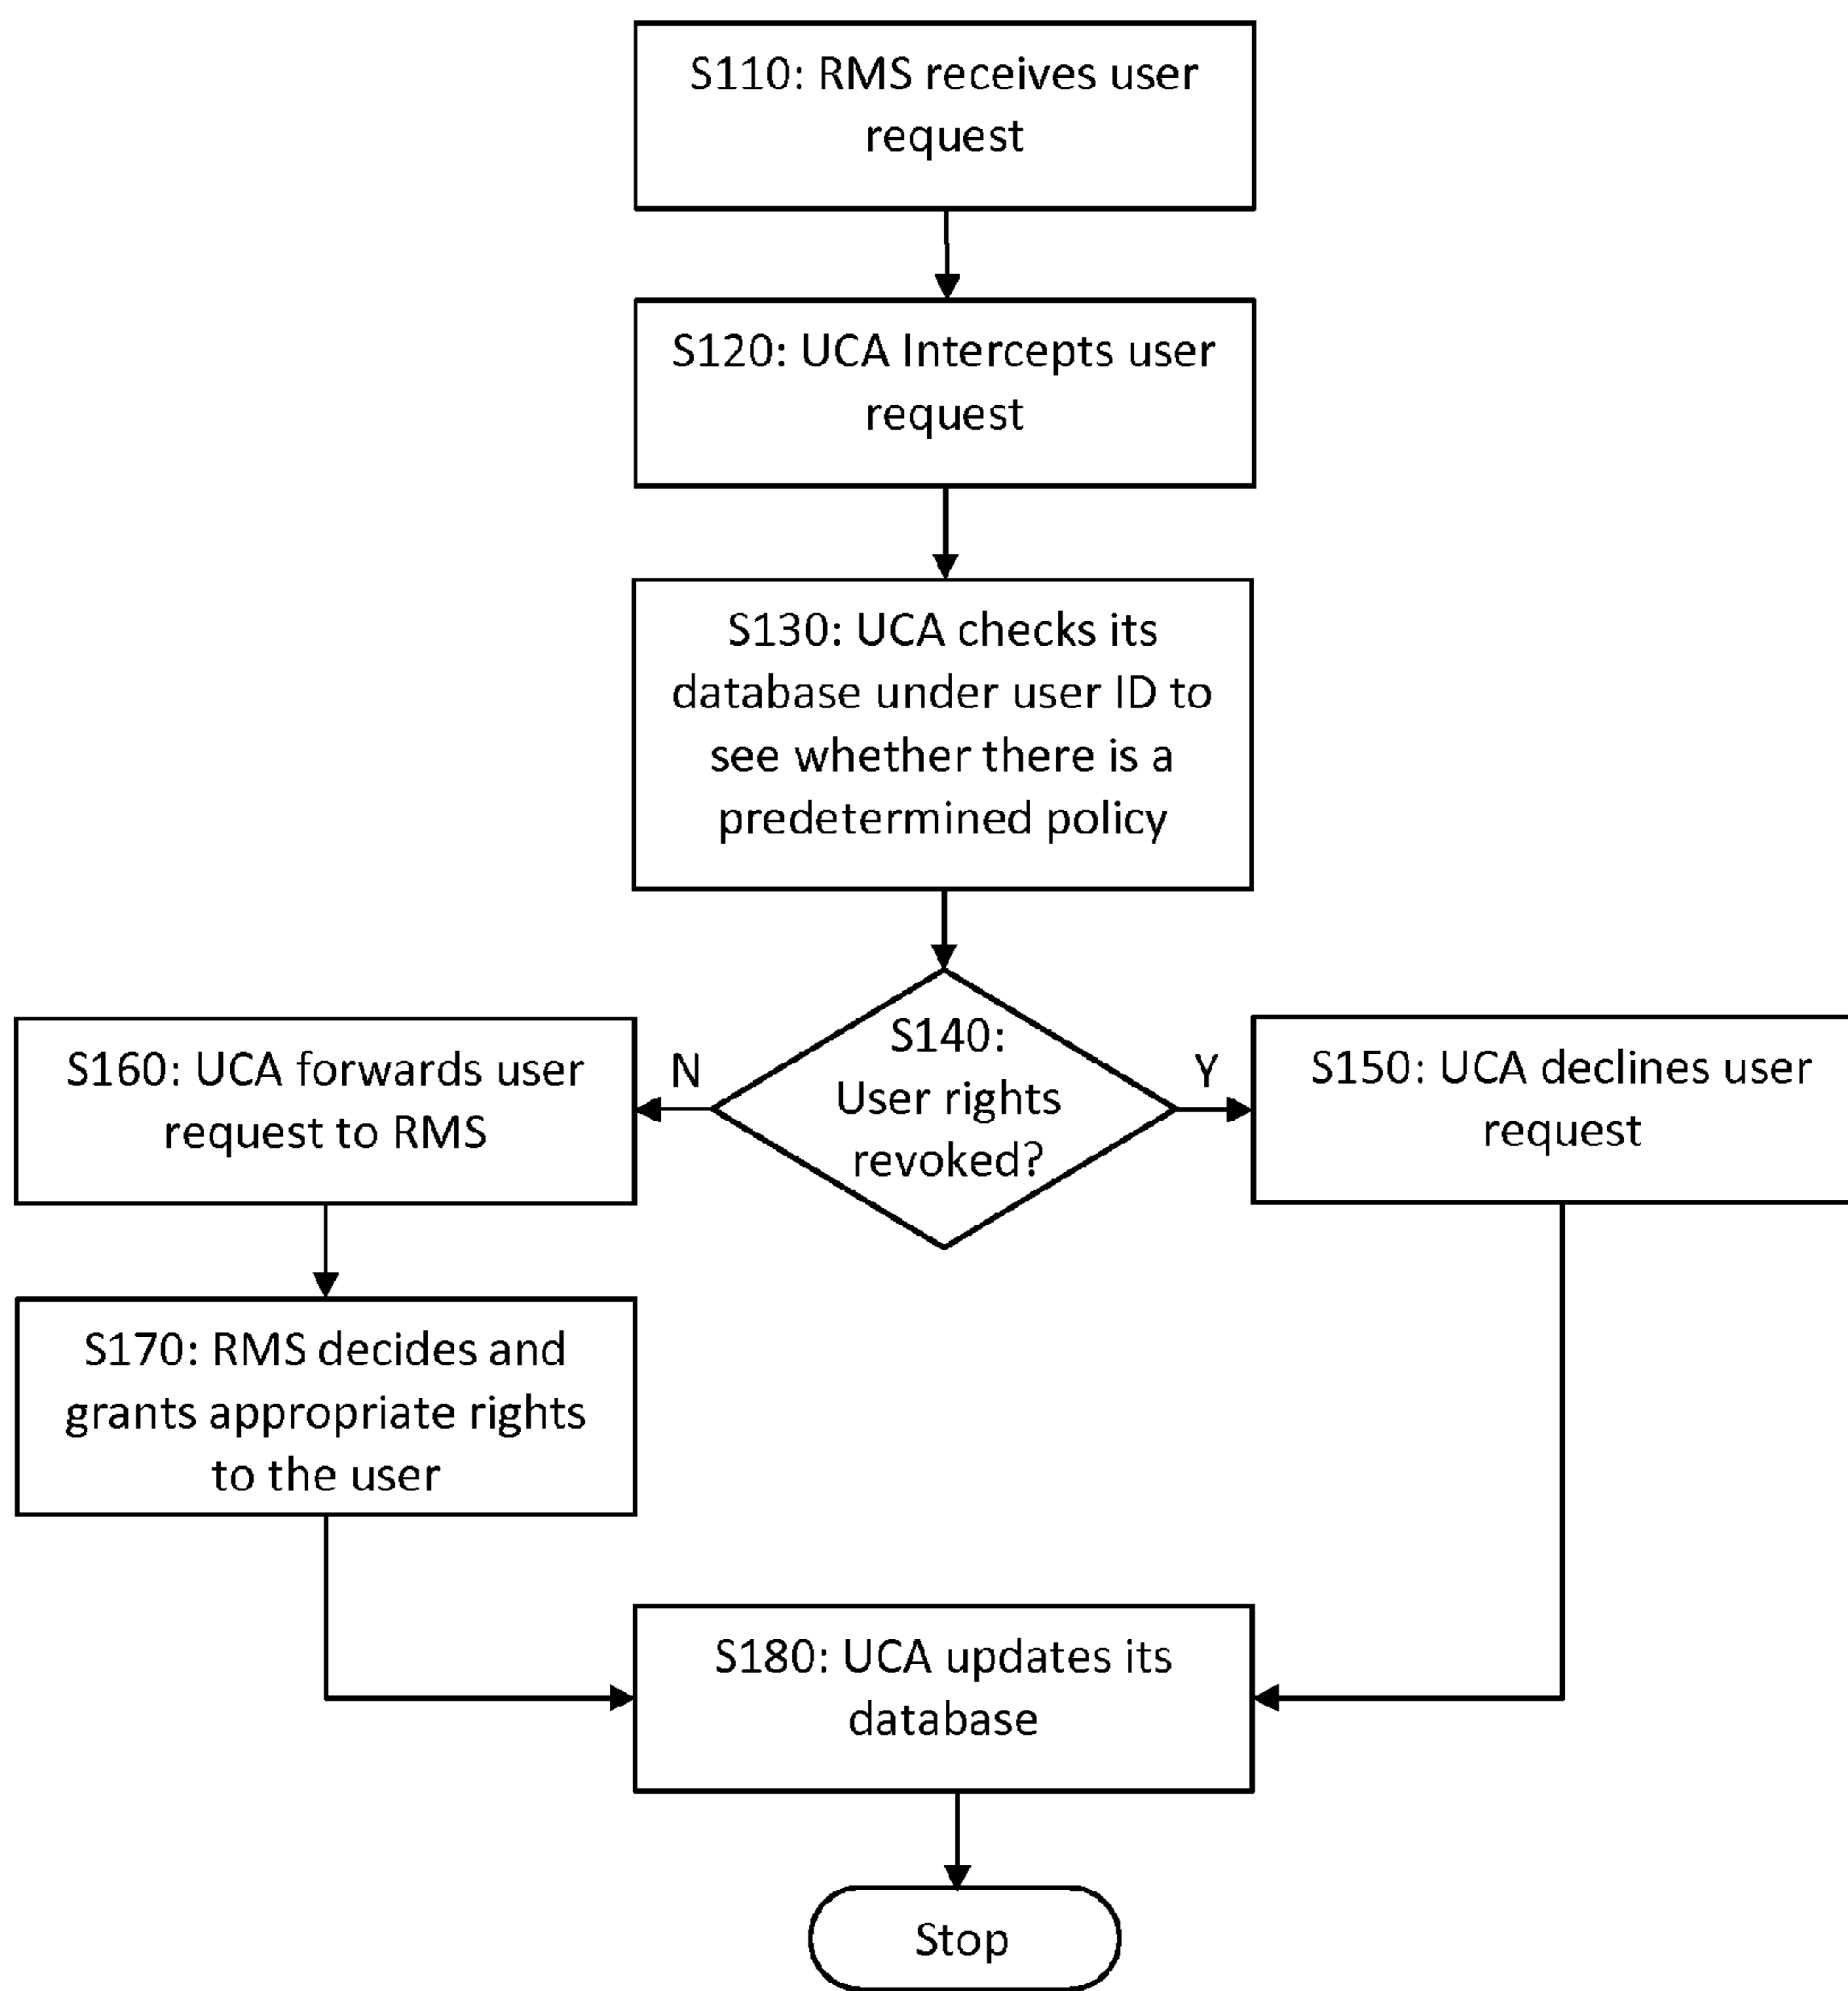 S110: RMS receives user
request
S120: UCA Intercepts user
request
S130: UCA checks its
database under user ID to
see whether there is a
predetermined policy
S140:
User rights
revoked?
N
Y
S160: UCA forwards user
request to RMS
S150: UCA declines user
request
S170: RMS decides and
grants appropriate rights
to the user
S180: UCA updates its
database
Stop